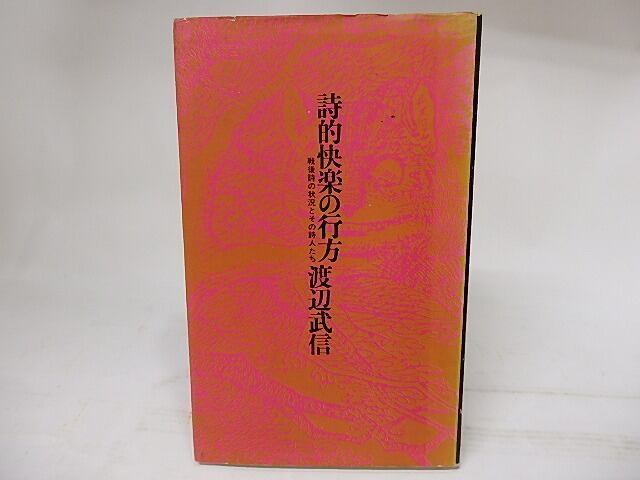 詩的快楽の行方
戦後詩の状況とその詩人たち
渡辺武信